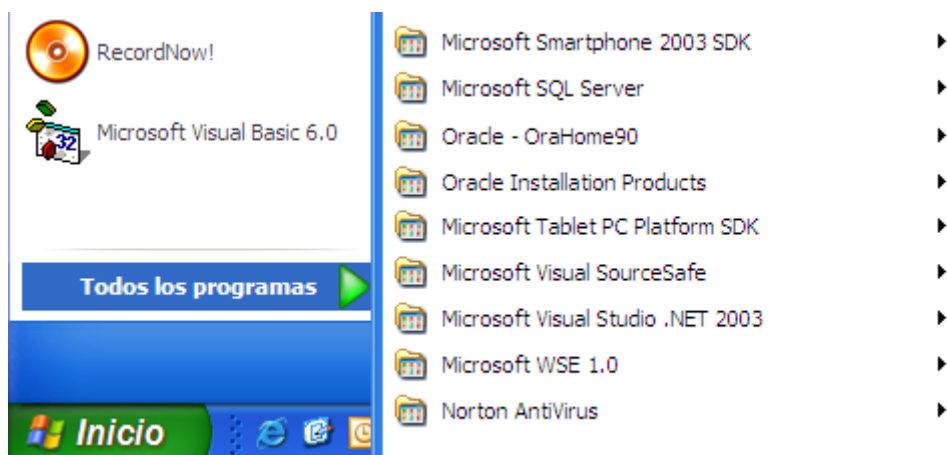 RecordNow!
Microsoft Visual Basic 6.0
Todos los programas
Inicio
Microsoft Smartphone 2003 SDK
Microsoft SQL Server
Oracle - OraHome90
Oracle Installation Products
Microsoft Tablet PC Platform SDK
Microsoft Visual SourceSafe
Microsoft Visual Studio .NET 2003
Microsoft WSE 1.0
Norton AntiVirus